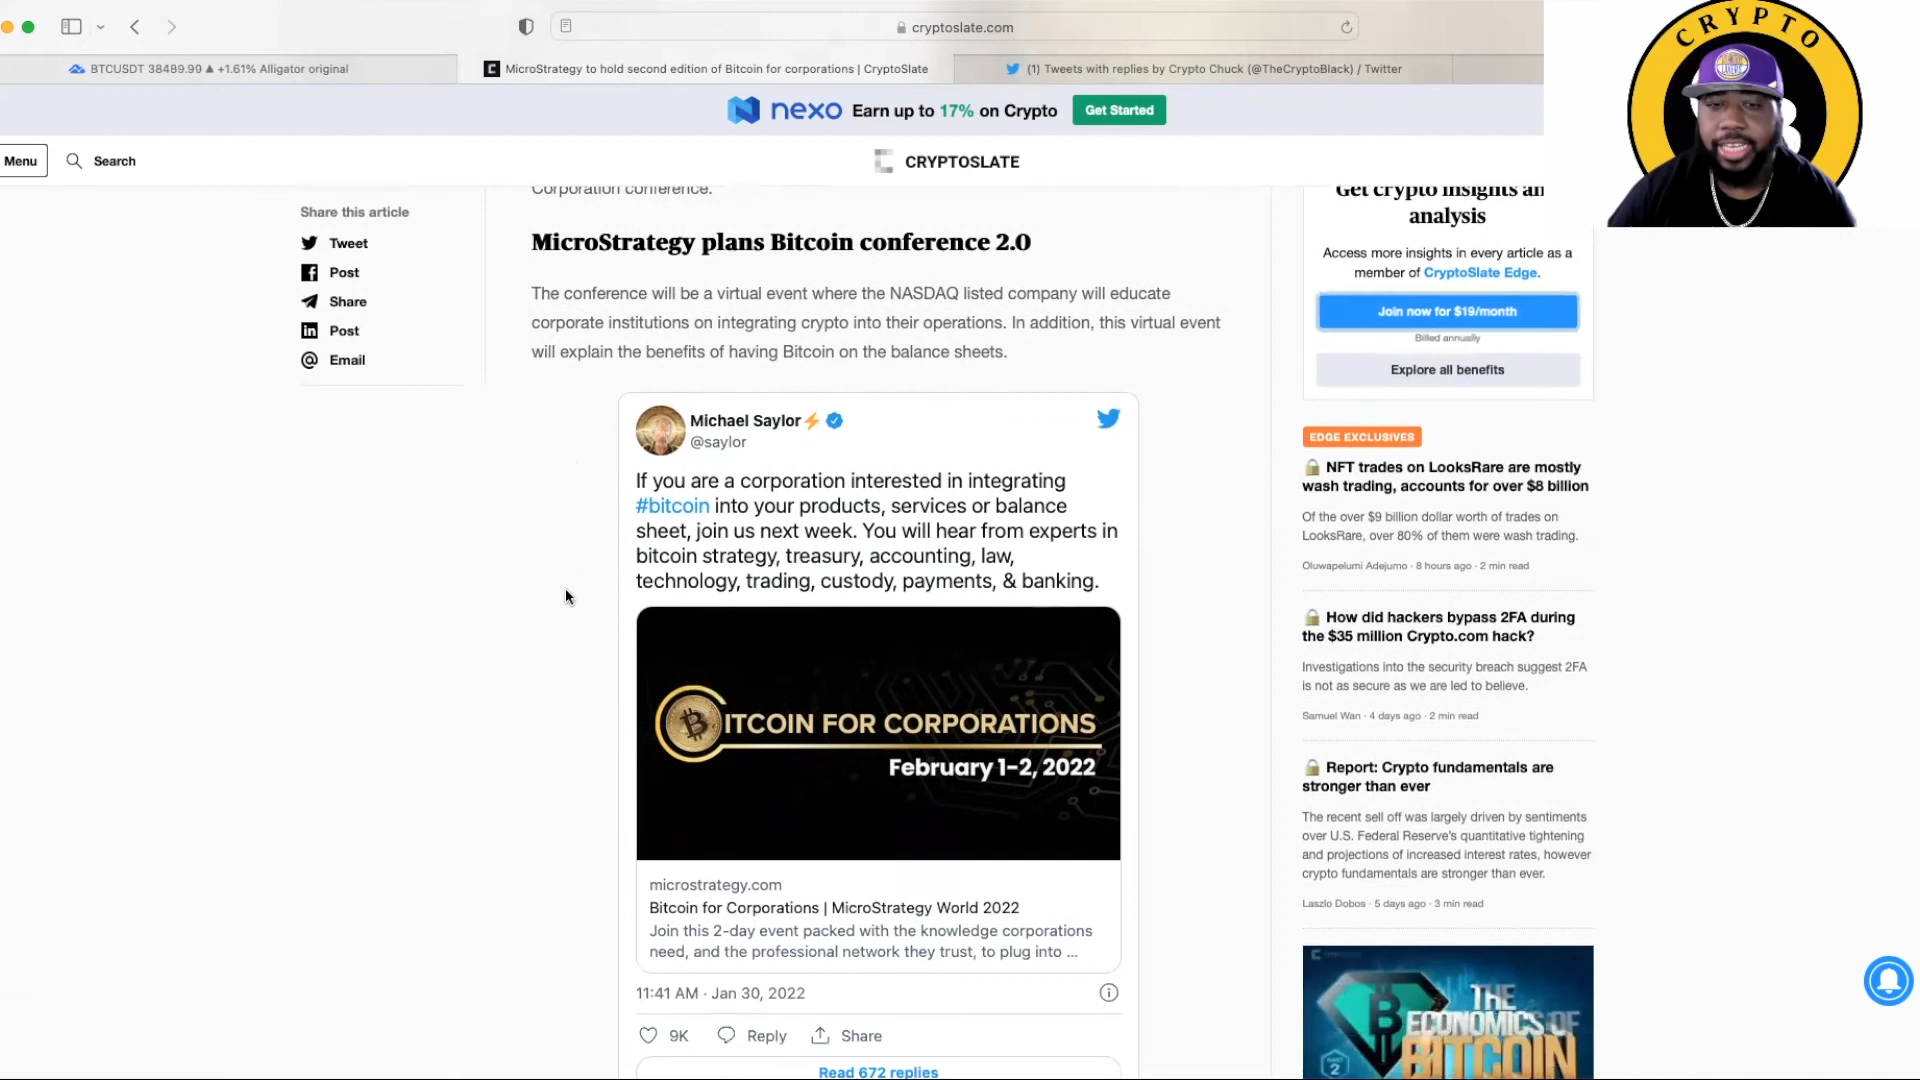 cryptoslate.com
BTCUSDT 38489.99 ▲ +1.61% Alligator original
MicroStrategy to hold second edition of Bitcoin for corporations | CryptoSlate
(1) Tweets with replies by Crypto Chuck (@TheCryptoBlack) / Twitter
CRYPTO
nexo Earn up to 17% on Crypto Get Started
Menu
Search
CRYPTOSLATE
Corporation conference.
Share this article
Tweet
Post
Share
Post
Email
MicroStrategy plans Bitcoin conference 2.0
The conference will be a virtual event where the NASDAQ listed company will educate
corporate institutions on integrating crypto into their operations. In addition, this virtual event
will explain the benefits of having Bitcoin on the balance sheets.
Michael Saylor⚡
@saylor
If you are a corporation interested in integrating
#bitcoin into your products, services or balance
sheet, join us next week. You will hear from experts in
bitcoin strategy, treasury, accounting, law,
technology, trading, custody, payments, & banking.
BITCOIN FOR CORPORATIONS
February 1-2, 2022
microstrategy.com
Bitcoin for Corporations | MicroStrategy World 2022
Join this 2-day event packed with the knowledge corporations
need, and the professional network they trust, to plug into ...
11:41 AM · Jan 30, 2022
9K Reply Share
Read 672 replies
Get crypto insights an
analysis
Access more insights in every article as a
member of CryptoSlate Edge.
Join now for $19/month
Billed annually
Explore all benefits
EDGE EXCLUSIVES
NFT trades on LooksRare are mostly
wash trading, accounts for over $8 billion
Of the over $9 billion dollar worth of trades on
LooksRare, over 80% of them were wash trading.
Oluwapelumi Adejumo · 8 hours ago · 2 min read
How did hackers bypass 2FA during
the $35 million Crypto.com hack?
Investigations into the security breach suggest 2FA
is not as secure as we are led to believe.
Samuel Wan · 4 days ago · 2 min read
Report: Crypto fundamentals are
stronger than ever
The recent sell off was largely driven by sentiments
over U.S. Federal Reserve's quantitative tightening
and projections of increased interest rates, however
crypto fundamentals are stronger than ever.
Laszlo Dobos · 5 days ago · 3 min read
THE
ECONOMICS OF
BITCOIN
2